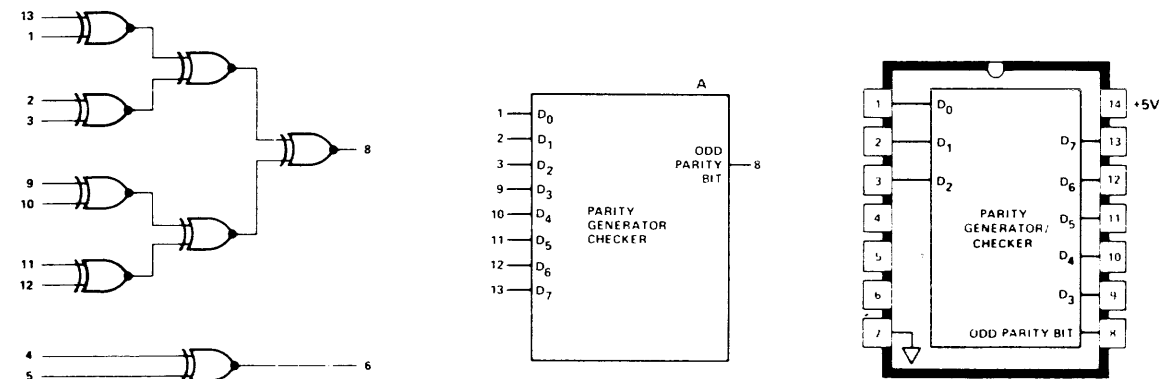 13
1
2
3
9
10
11
12
4
5
8
6
A
1 D0
2 D1
3 D2
9 D3
10 D4
11 D5
12 D6
13 D7
PARITY
GENERATOR
CHECKER
ODD
PARITY
BIT
8
1 D0
2 D1
3 D2
4
5
6
7
PARITY
GENERATOR/
CHECKER
14 +5V
D7 13
D6 12
D5 11
D4 10
D3 9
ODD PARITY BIT 8